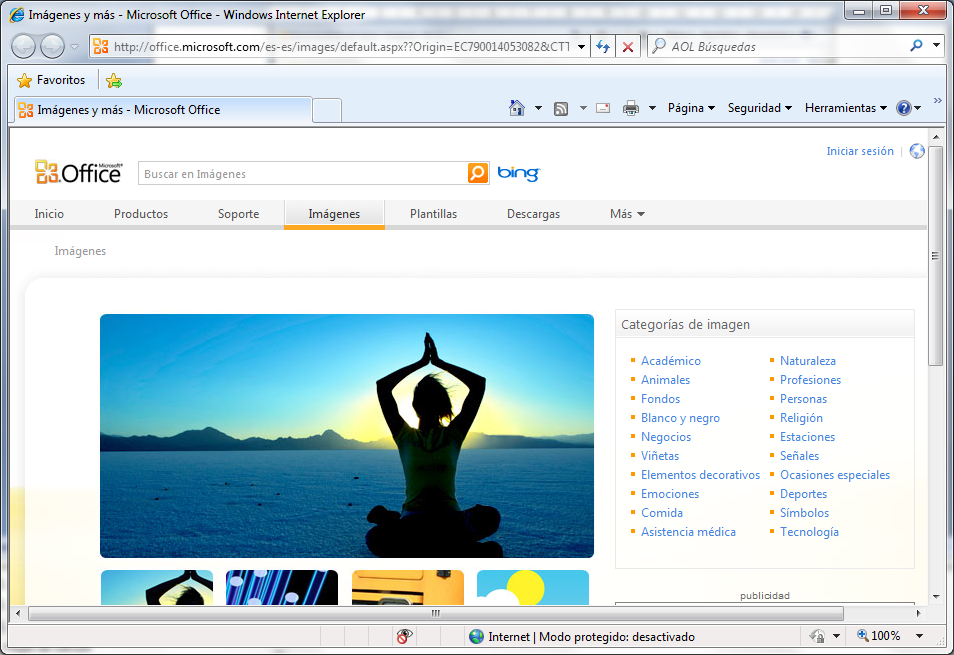 Imágenes y más - Microsoft Office - Windows Internet Explorer
http://office.microsoft.com/es-es/images/default.aspx??Origin=EC790014053082&CTT
AOL Búsquedas
Favoritos
Imágenes y más - Microsoft Office
Página
Seguridad
Herramientas
Iniciar sesión
Microsoft®
Office
Buscar en Imágenes
bing
Inicio
Productos
Soporte
Imágenes
Plantillas
Descargas
Más
Imágenes
Categorías de imagen
Académico
Animales
Fondos
Blanco y negro
Negocios
Viñetas
Elementos decorativos
Emociones
Comida
Asistencia médica
Naturaleza
Profesiones
Personas
Religión
Estaciones
Señales
Ocasiones especiales
Deportes
Símbolos
Tecnología
publicidad
Internet | Modo protegido: desactivado
100%